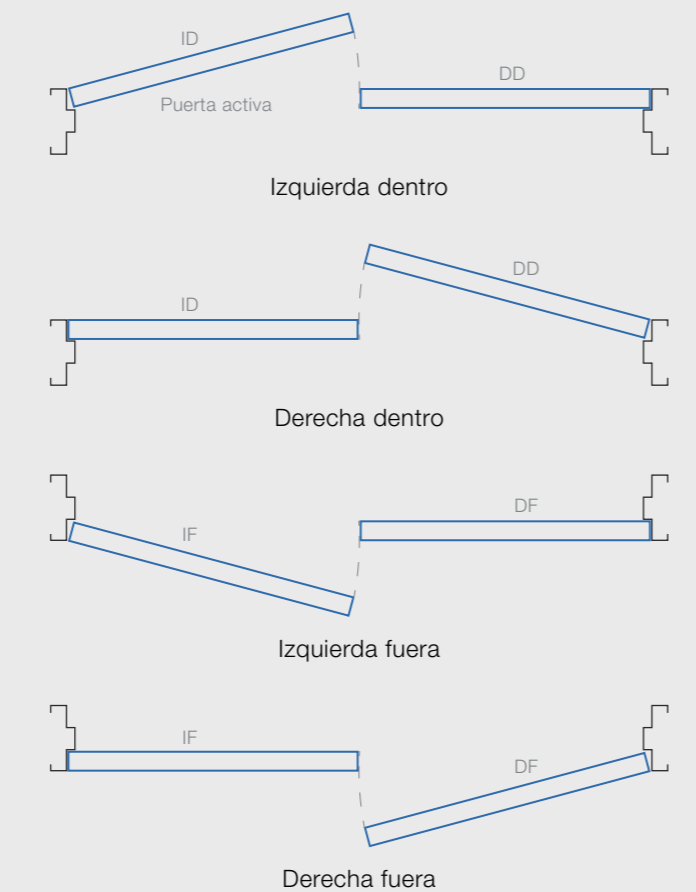 ID
DD
Puerta activa
Izquierda dentro
DD
ID
Derecha dentro
IF
DF
Izquierda fuera
IF
DF
Derecha fuera